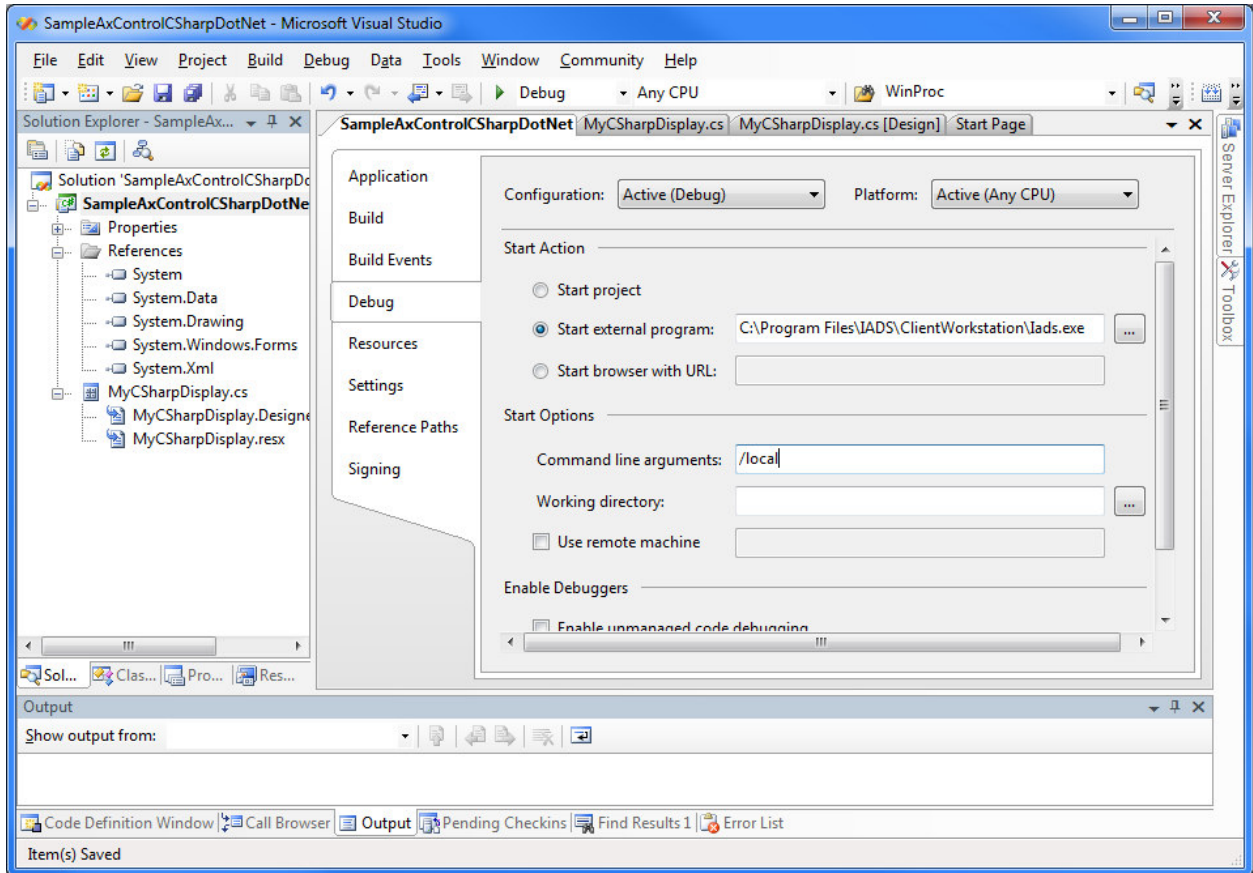 SampleAxControlCSharpDotNet - Microsoft Visual Studio
File Edit View Project Build Debug Data Tools Window Community Help
Debug Any CPU WinProc
Solution Explorer - SampleAx...
SampleAxControlCSharpDotNet MyCSharpDisplay.cs MyCSharpDisplay.cs [Design] Start Page
Solution 'SampleAxControlCSharpDc
SampleAxControlCSharpDotNe
Properties
References
System
System.Data
System.Drawing
System.Windows.Forms
System.Xml
MyCSharpDisplay.cs
MyCSharpDisplay.Designe
MyCSharpDisplay.resx
Sol... Clas... Pro... Res...
Application
Build
Build Events
Debug
Resources
Settings
Reference Paths
Signing
Configuration: Active (Debug) Platform: Active (Any CPU)
Start Action
Start project
Start external program: C:\Program Files\IADS\ClientWorkstation\Iads.exe ...
Start browser with URL:
Start Options
Command line arguments: /local
Working directory: ...
Use remote machine
Enable Debuggers
Enable unmanaged code debugging
Server Explorer
Toolbox
Output
Show output from:
Code Definition Window Call Browser Output Pending Checkins Find Results 1 Error List
Item(s) Saved